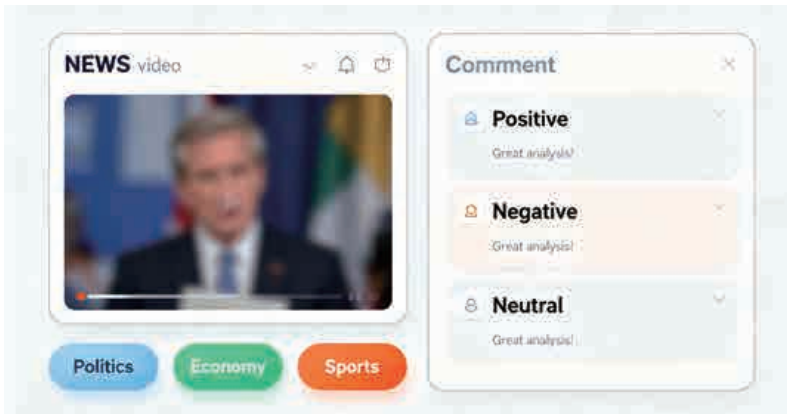 NEWS video
Comment
Positive
Great analysis!
Negative
Great analysis!
Neutral
Great analysis!
Politics
Economy
Sports